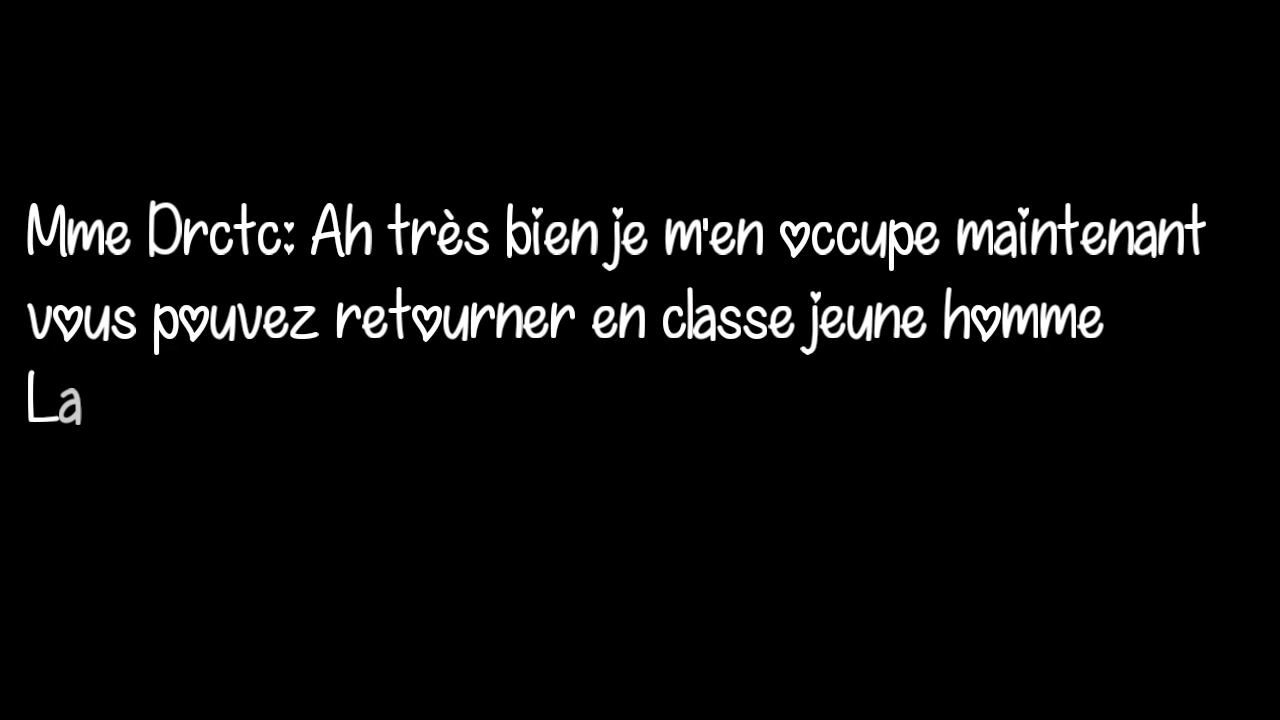 Mme Drctc: Ah très bien je m'en occupe maintenant
vous pouvez retourner en classe jeune homme
La